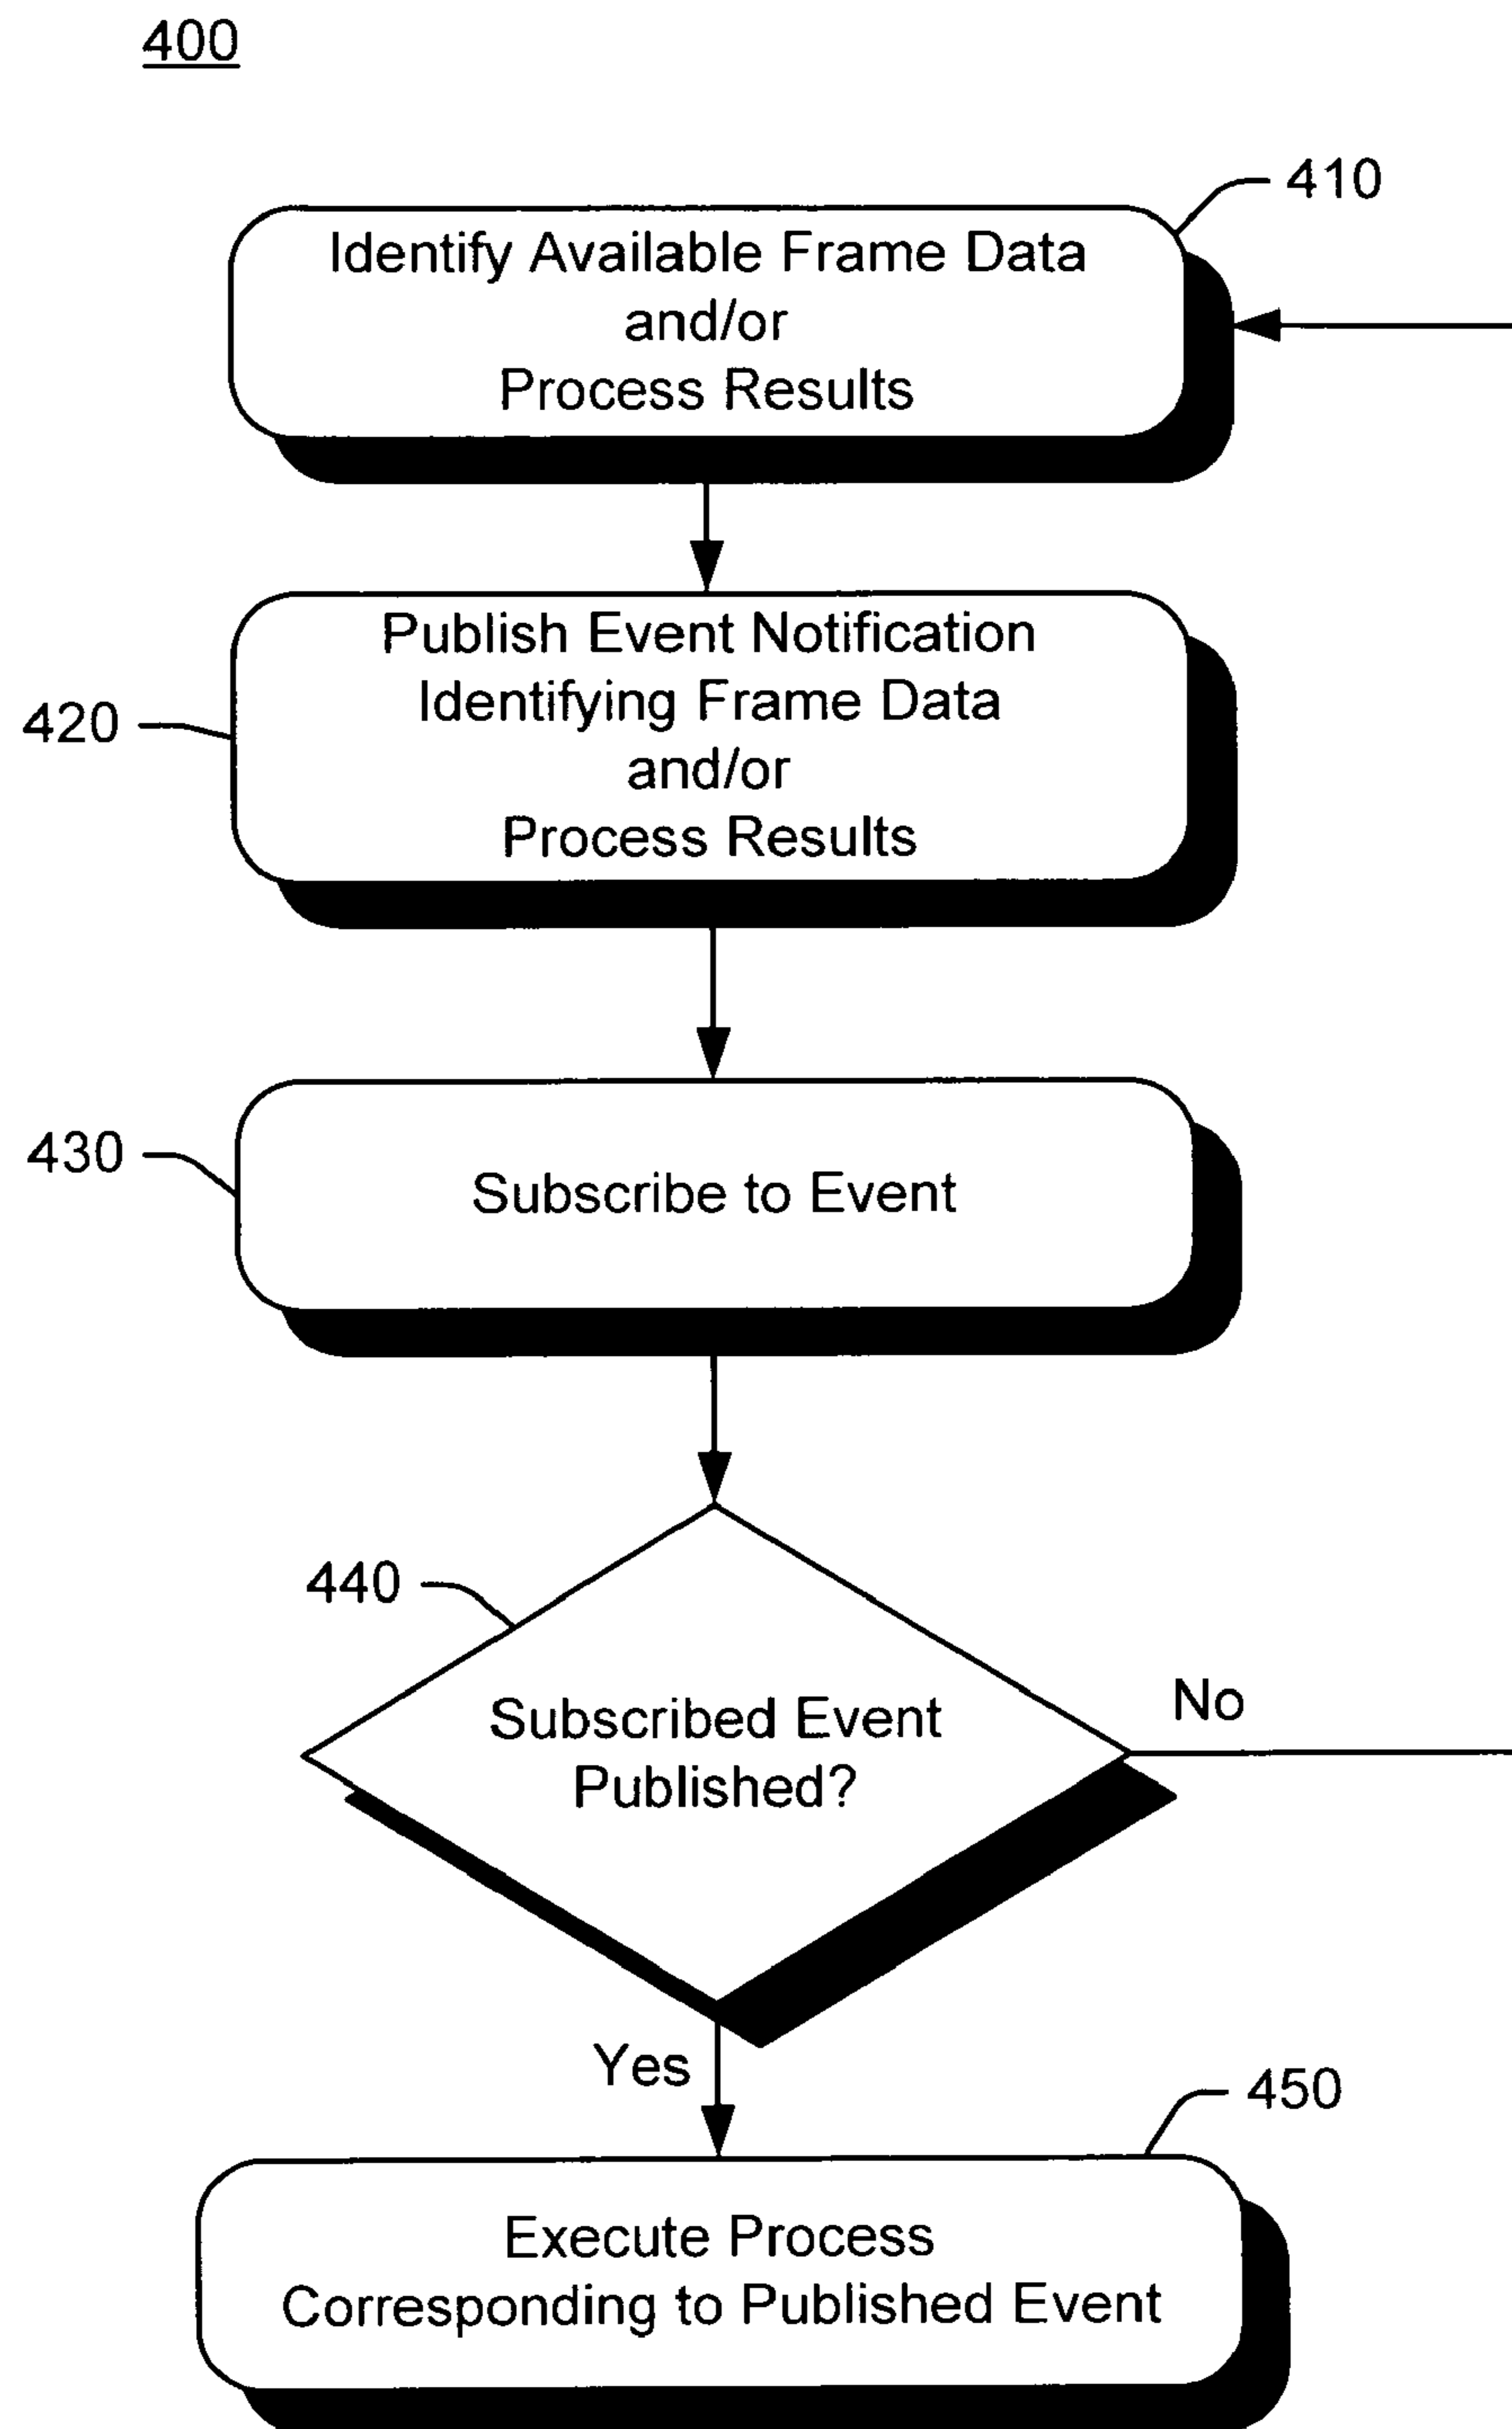 400
410
Identify Available Frame Data
and/or
Process Results
Publish Event Notification
Identifying Frame Data
420
and/or
Process Results
430
Subscribe to Event
440
No
Subscribed Event
Published?
Yes
450
Execute Process
Corresponding to Published Event